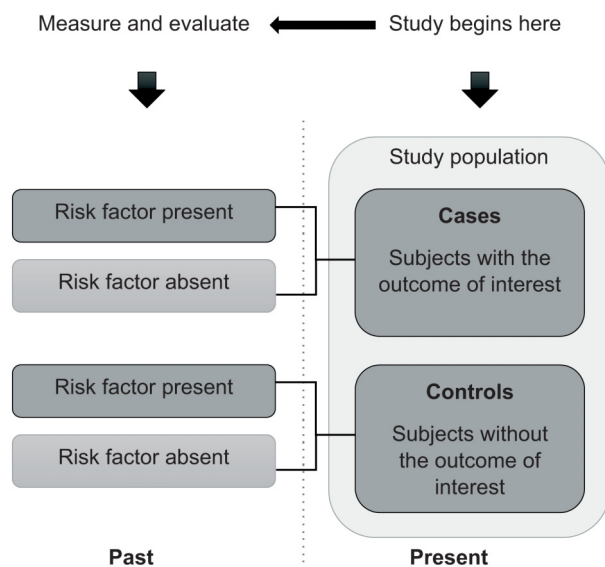 Measure and evaluate
Study begins here
Study population
Risk factor present
Risk factor absent
Cases
Subjects with the
outcome of interest
Risk factor present
Risk factor absent
Controls
Subjects without
the outcome of
interest
Past
Present